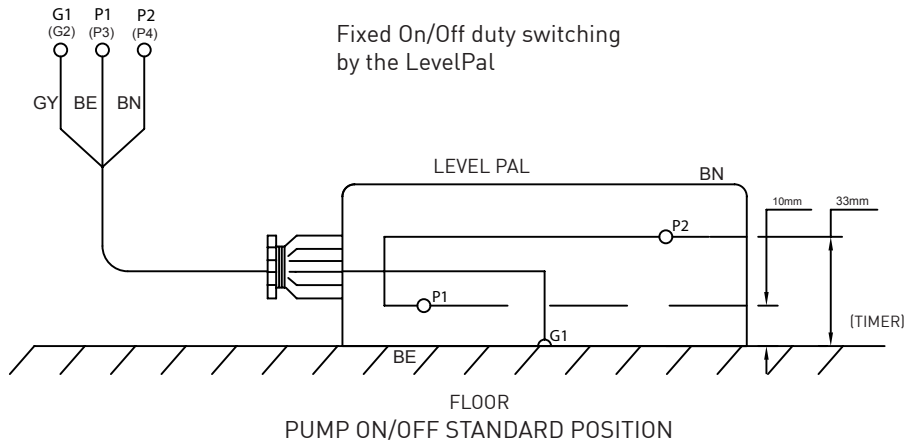 G1 P1 P2
(G2) (P3) (P4)
Fixed On/Off duty switching
by the LevelPal
GY BE BN
LEVEL PAL
BN
10mm 33mm
P2
P1
(TIMER)
G1
BE
FLOOR
PUMP ON/OFF STANDARD POSITION